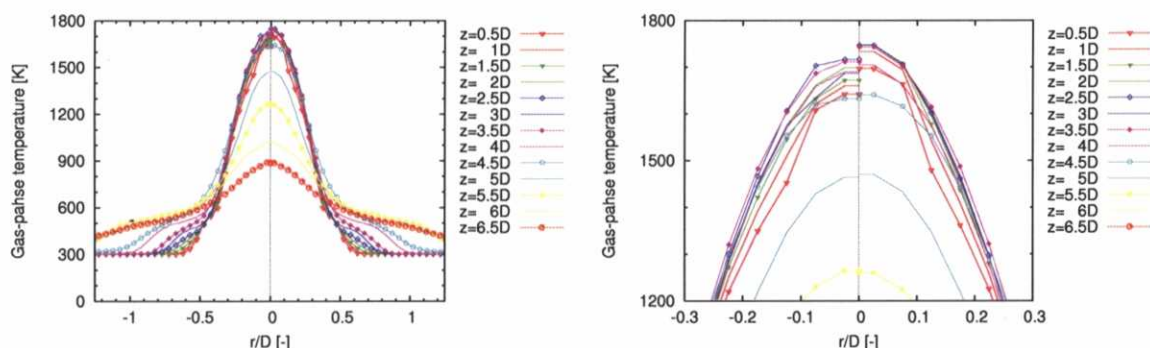 1800
1500
1200
900
600
300
0
Gas-pahse temperature [K]
-1 -0.5 0 0.5 1
r/D [-]
z=0.5D
z= 1D
z=1.5D
z= 2D
z=2.5D
z= 3D
z=3.5D
z= 4D
z=4.5D
z= 5D
z=5.5D
z= 6D
z=6.5D
1800
1500
1200
Gas-pahse temperature [K]
-0.3 -0.2 -0.1 0 0.1 0.2 0.3
r/D [-]
z=0.5D
z= 1D
z=1.5D
z= 2D
z=2.5D
z= 3D
z=3.5D
z= 4D
z=4.5D
z= 5D
z=5.5D
z= 6D
z=6.5D